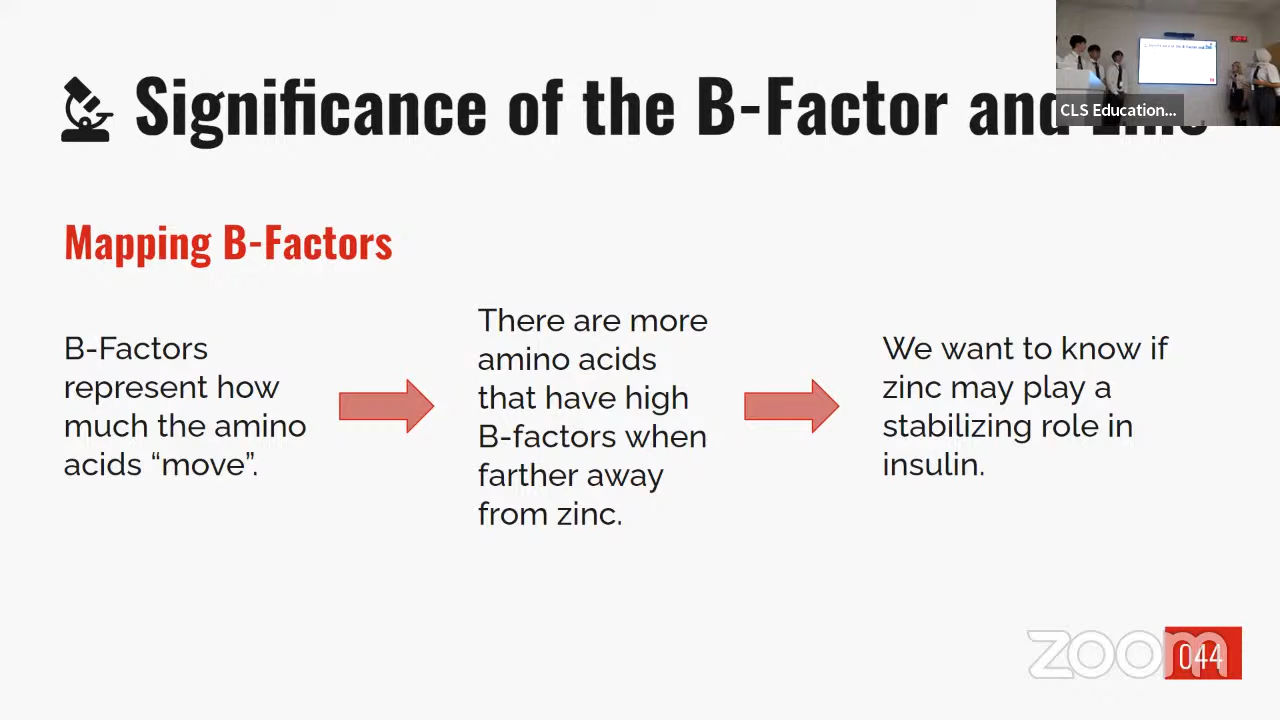 Significance of the B-Factor and Zinc
CLS Education...
Mapping B-Factors
B-Factors
represent how
much the amino
acids “move”.
There are more
amino acids
that have high
B-factors when
farther away
from zinc.
We want to know if
zinc may play a
stabilizing role in
insulin.
zoom
044